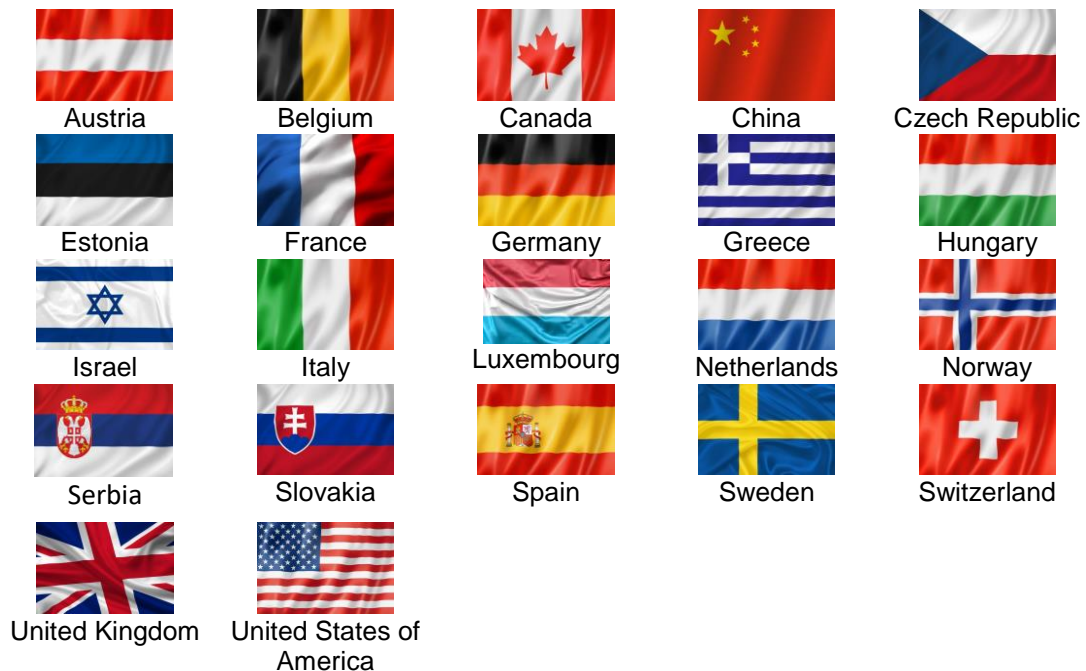 Austria
Belgium
Canada
China
Czech Republic
Estonia
France
Germany
Greece
Hungary
Israel
Italy
Luxembourg
Netherlands
Norway
Serbia
Slovakia
Spain
Sweden
Switzerland
United Kingdom
United States of
America